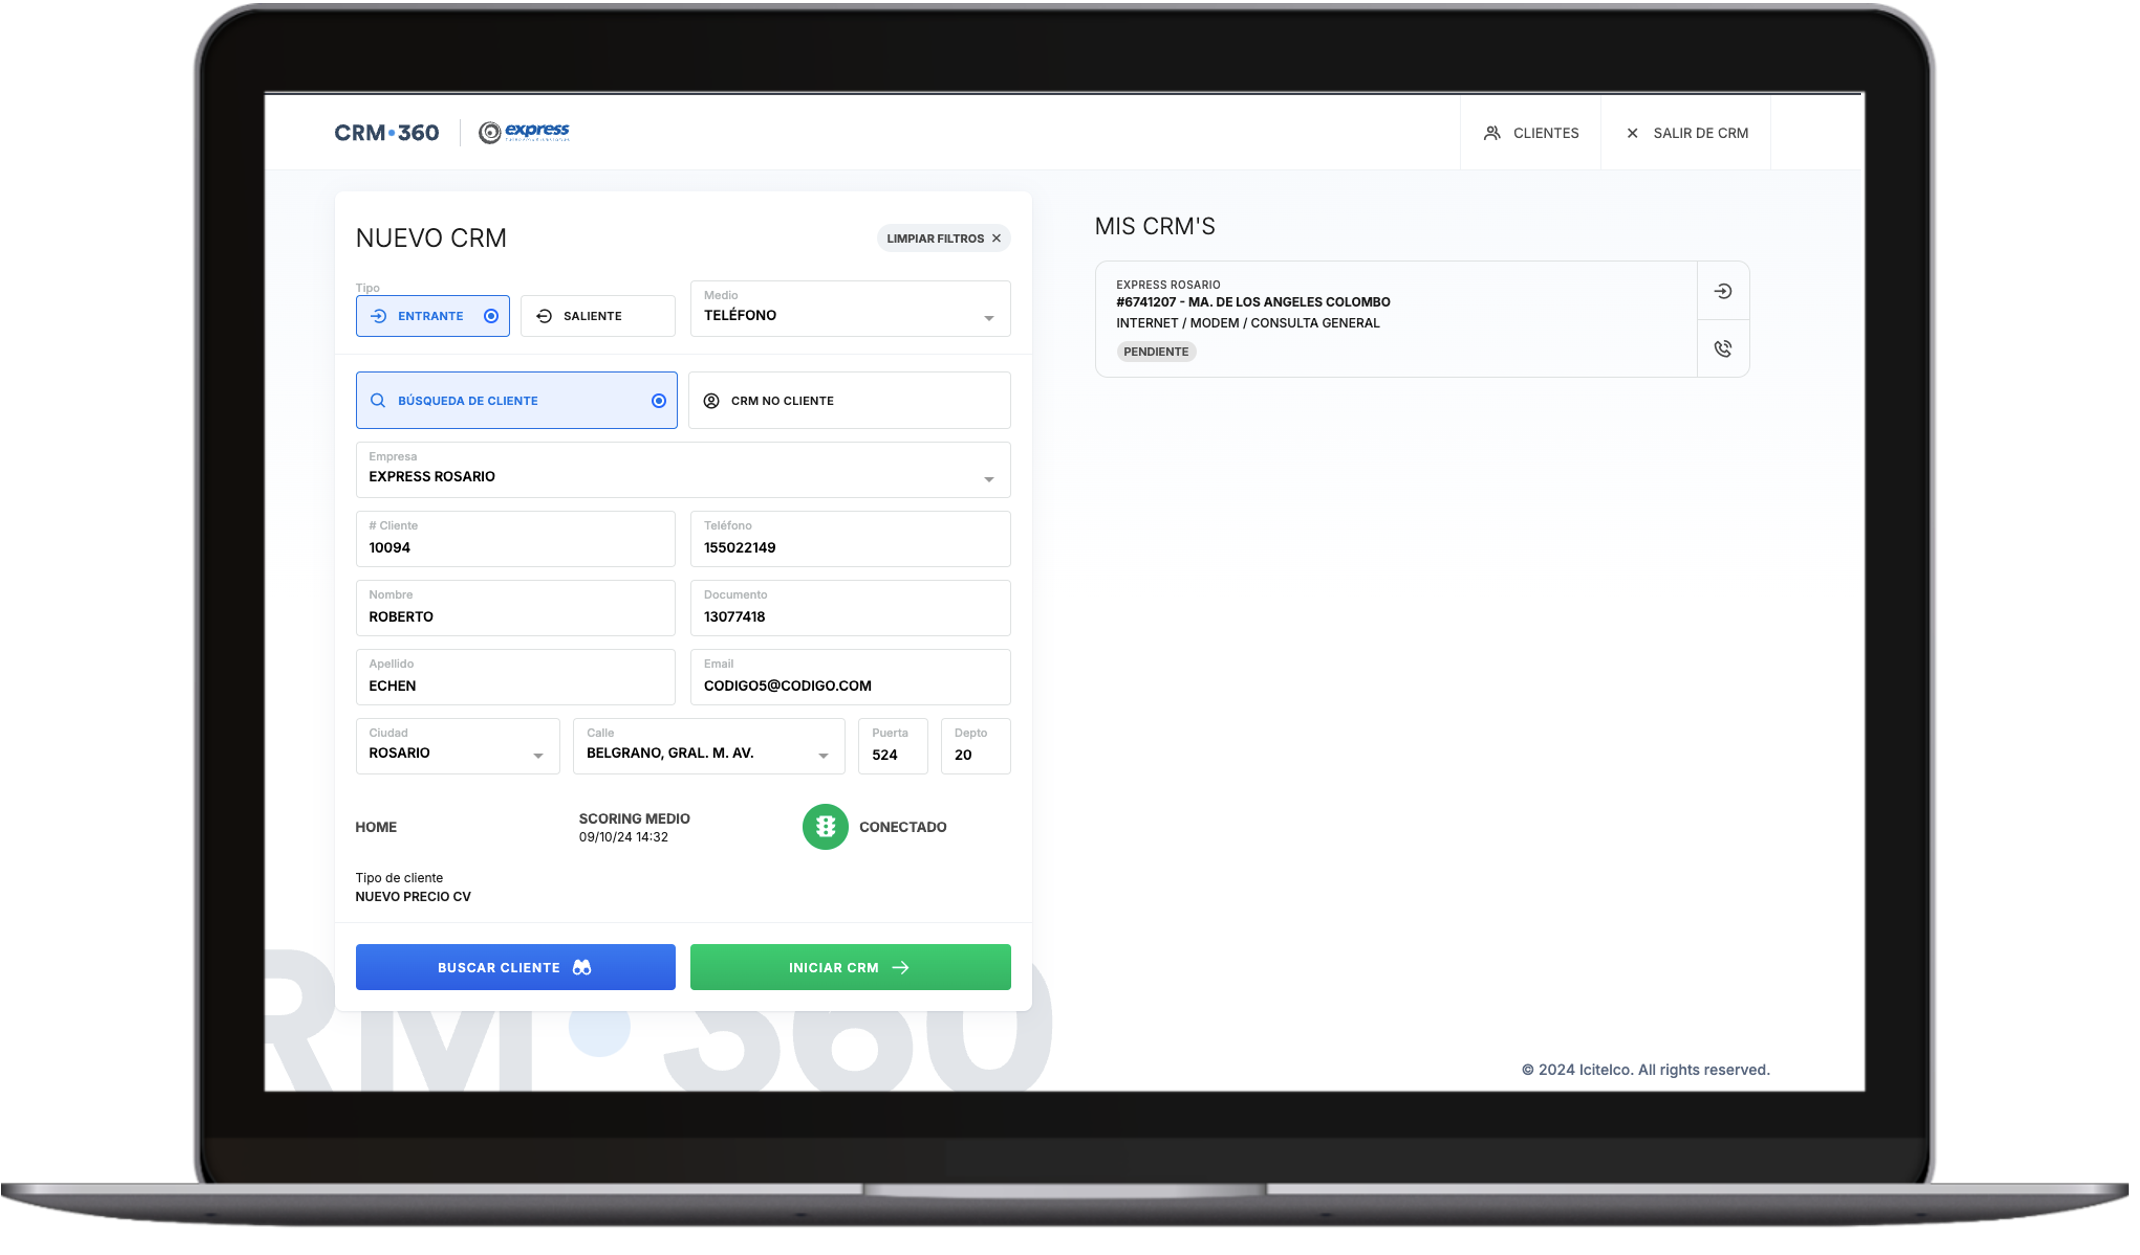 CRM·360
express
CLIENTES
SALIR DE CRM
NUEVO CRM
LIMPIAR FILTROS
Tipo
ENTRANTE
SALIENTE
Medio
TELÉFONO
BÚSQUEDA DE CLIENTE
CRM NO CLIENTE
Empresa
EXPRESS ROSARIO
# Cliente
10094
Teléfono
155022149
Nombre
ROBERTO
Documento
13077418
Apellido
ECHEN
Email
CODIGO5@CODIGO.COM
Ciudad
ROSARIO
Calle
BELGRANO, GRAL. M. AV.
Puerta
524
Depto
20
HOME
SCORING MEDIO
09/10/24 14:32
CONECTADO
Tipo de cliente
NUEVO PRECIO CV
BUSCAR CLIENTE
INICIAR CRM
MIS CRM'S
EXPRESS ROSARIO
#6741207 - MA. DE LOS ANGELES COLOMBO
INTERNET / MODEM / CONSULTA GENERAL
PENDIENTE
RM·360
© 2024 Icitelco. All rights reserved.